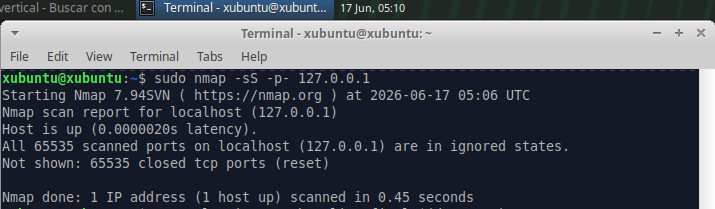 vertical - Buscar con ... Terminal - xubuntu@xubunt... 17 Jun, 05:10
Terminal - xubuntu@xubuntu: ~
File Edit View Terminal Tabs Help
xubuntu@xubuntu:~$ sudo nmap -sS -p- 127.0.0.1
Starting Nmap 7.94SVN ( https://nmap.org ) at 2026-06-17 05:06 UTC
Nmap scan report for localhost (127.0.0.1)
Host is up (0.0000020s latency).
All 65535 scanned ports on localhost (127.0.0.1) are in ignored states.
Not shown: 65535 closed tcp ports (reset)
Nmap done: 1 IP address (1 host up) scanned in 0.45 seconds